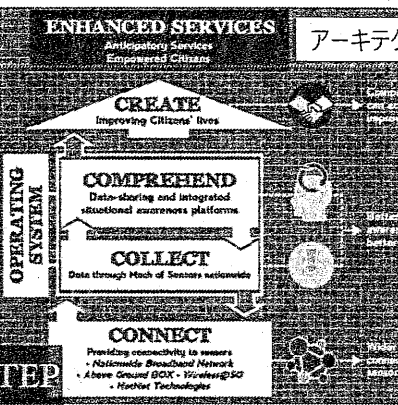 ENHANCED SERVICES
Anticipatory Services
Empowered Citizens
アーキテク
CREATE
Improving Citizens' lives
OPERATING
SYSTEM
COMPREHEND
Data-sharing and integrated
situational awareness platforms
COLLECT
Data through Mesh of Sensors nationwide
CONNECT
Providing connectivity to sensors
• Nationwide Broadband Network
• Above Ground BOX • Wireless@SG
• HetNet Technologies
TEP